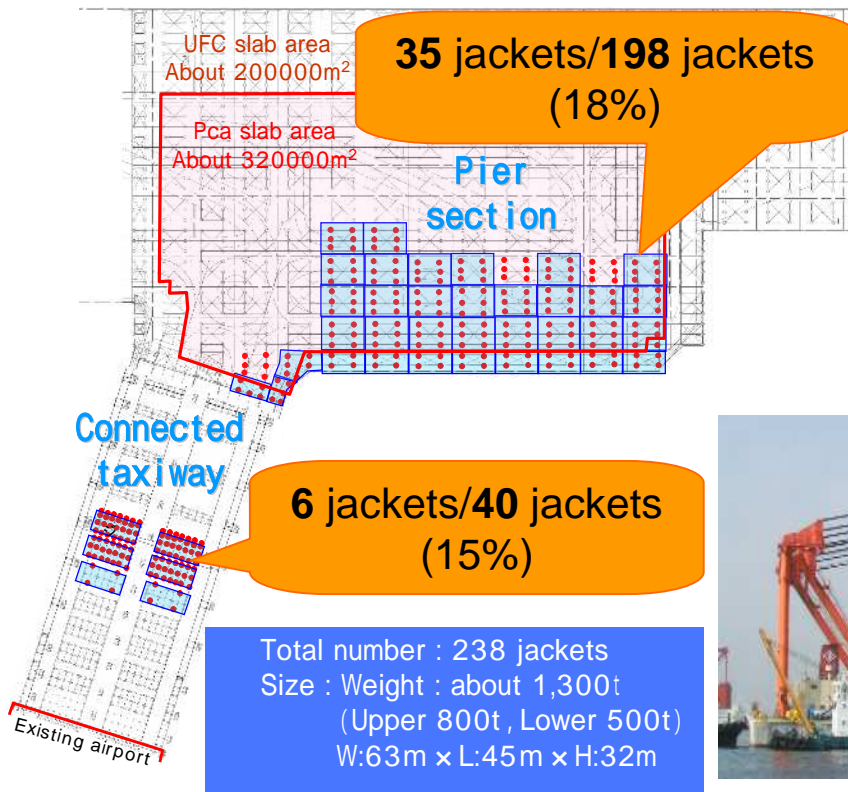 UFC slab area
About 200000m²
35 jackets/198 jackets
(18%)
Pca slab area
About 320000m²
Pier
section
Connected
taxiway
6 jackets/40 jackets
(15%)
Total number : 238 jackets
Size : Weight : about 1,300t
(Upper 800t , Lower 500t)
W:63m × L:45m × H:32m
Existing airport